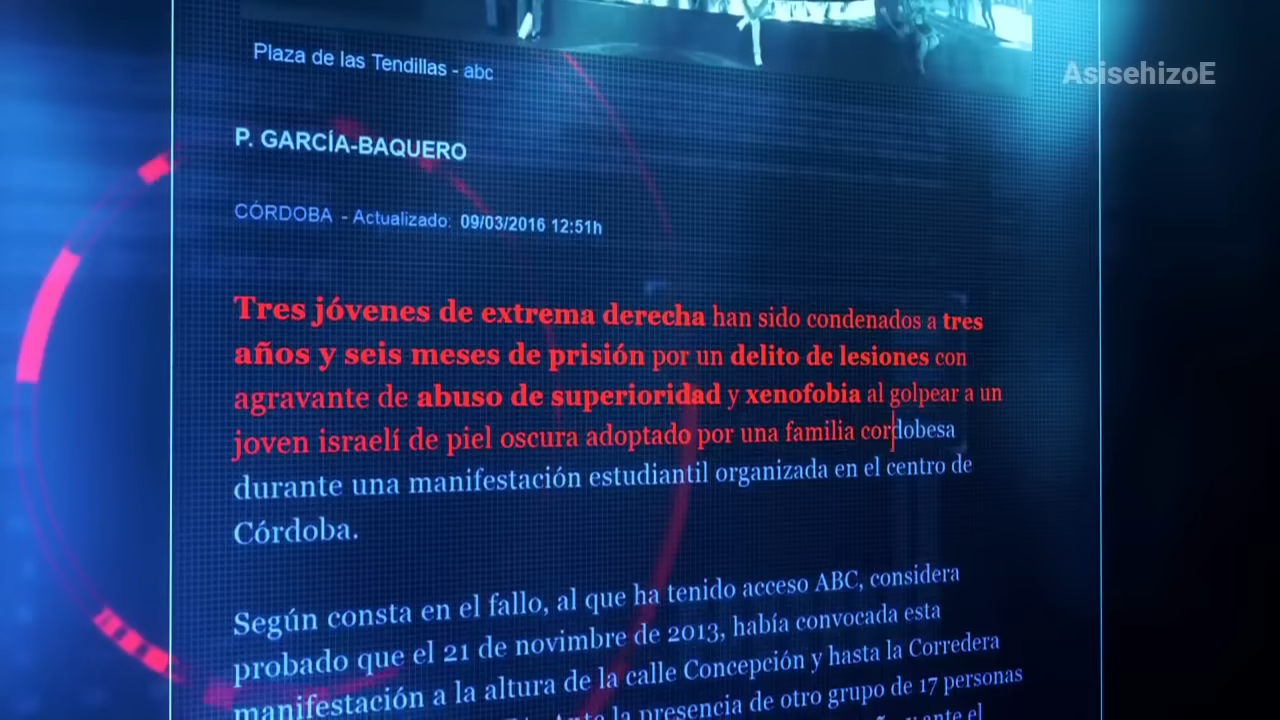 Plaza de las Tendillas - abc
AsisehizoE
P. GARCÍA-BAQUERO
CÓRDOBA - Actualizado: 09/03/2016 12:51h
Tres jóvenes de extrema derecha han sido condenados a tres
años y seis meses de prisión por un delito de lesiones con
agravante de abuso de superioridad y xenofobia al golpear a un
joven israelí de piel oscura adoptado por una familia cordobesa
durante una manifestación estudiantil organizada en el centro de
Córdoba.
Según consta en el fallo, al que ha tenido acceso ABC, considera
probado que el 21 de novimbre de 2013, había convocada esta
manifestación a la altura de la calle Concepción y hasta la Corredera
la presencia de otro grupo de 17 personas
ante el